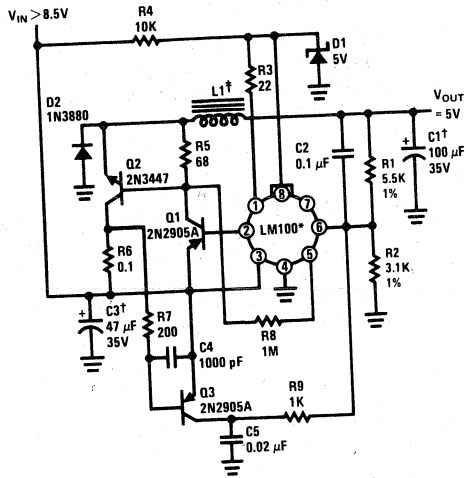 VIN > 8.5V
R4
10K
D1
5V
R3
22
L1†
VOUT
= 5V
D2
1N3880
C2
0.1 µF
C1†
100 µF
35V
R5
68
R1
5.5K
1%
Q2
2N3447
Q1
2N2905A
1
8
7
2
LM100*
6
3
4
5
R2
3.1K
1%
R6
0.1
C3†
47 µF
35V
R7
200
R8
1M
C4
1000 pF
Q3
2N2905A
R9
1K
C5
0.02 µF
+
+